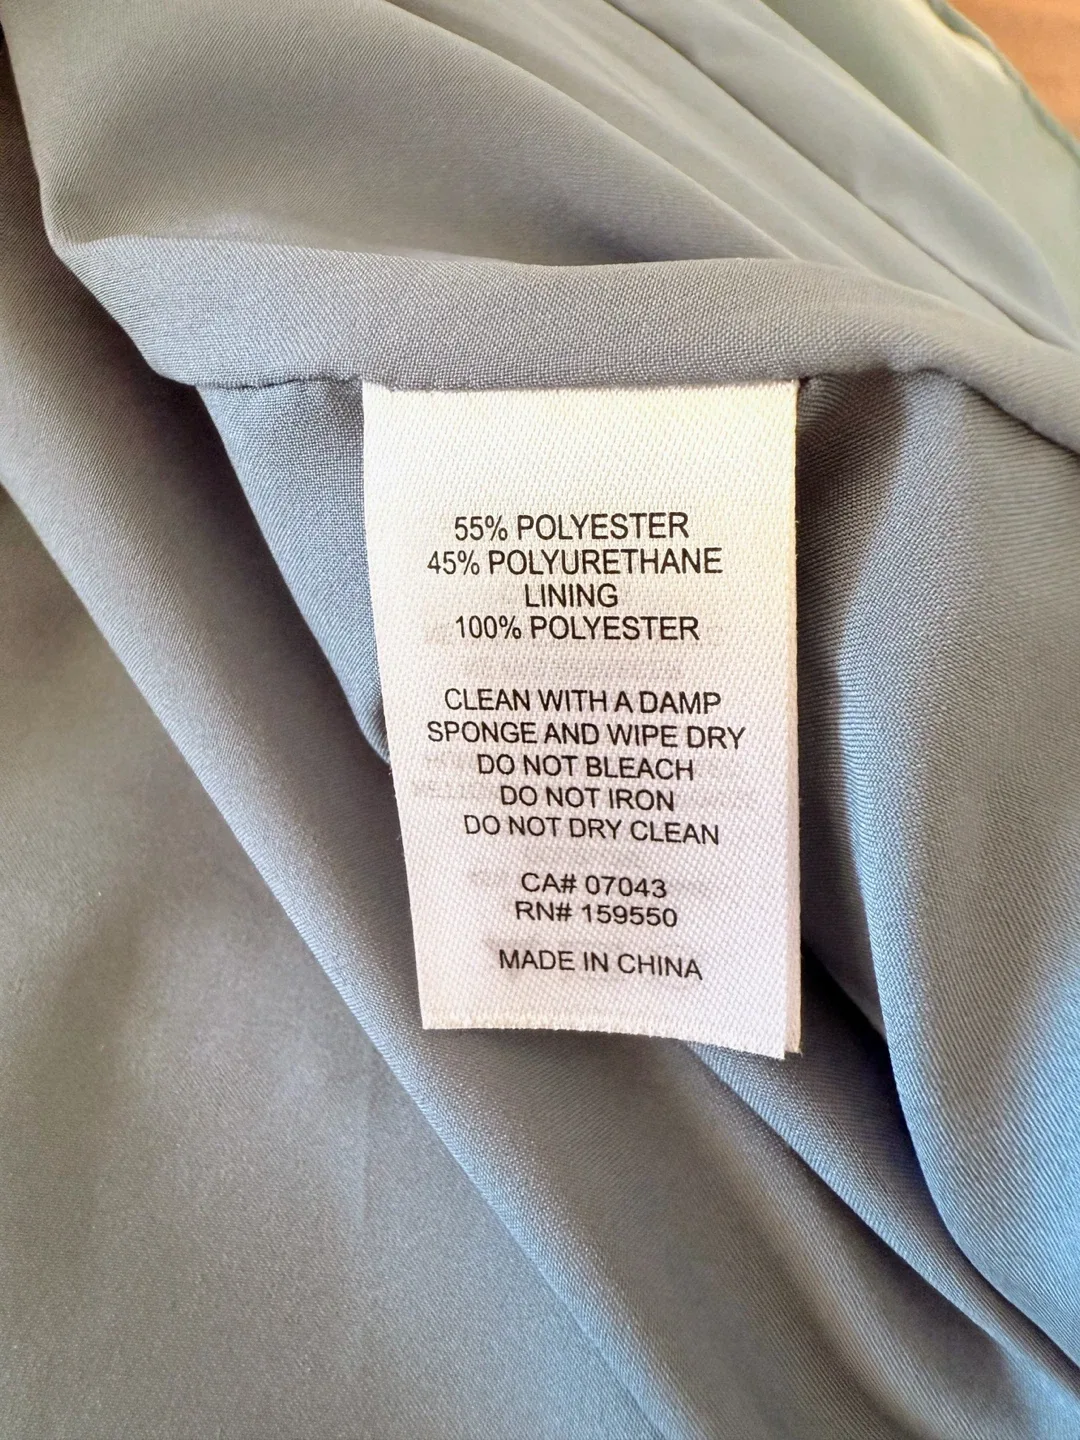 55% POLYESTER
45% POLYURETHANE
LINING
100% POLYESTER
CLEAN WITH A DAMP
SPONGE AND WIPE DRY
DO NOT BLEACH
DO NOT IRON
DO NOT DRY CLEAN
CA# 07043
RN# 159550
MADE IN CHINA